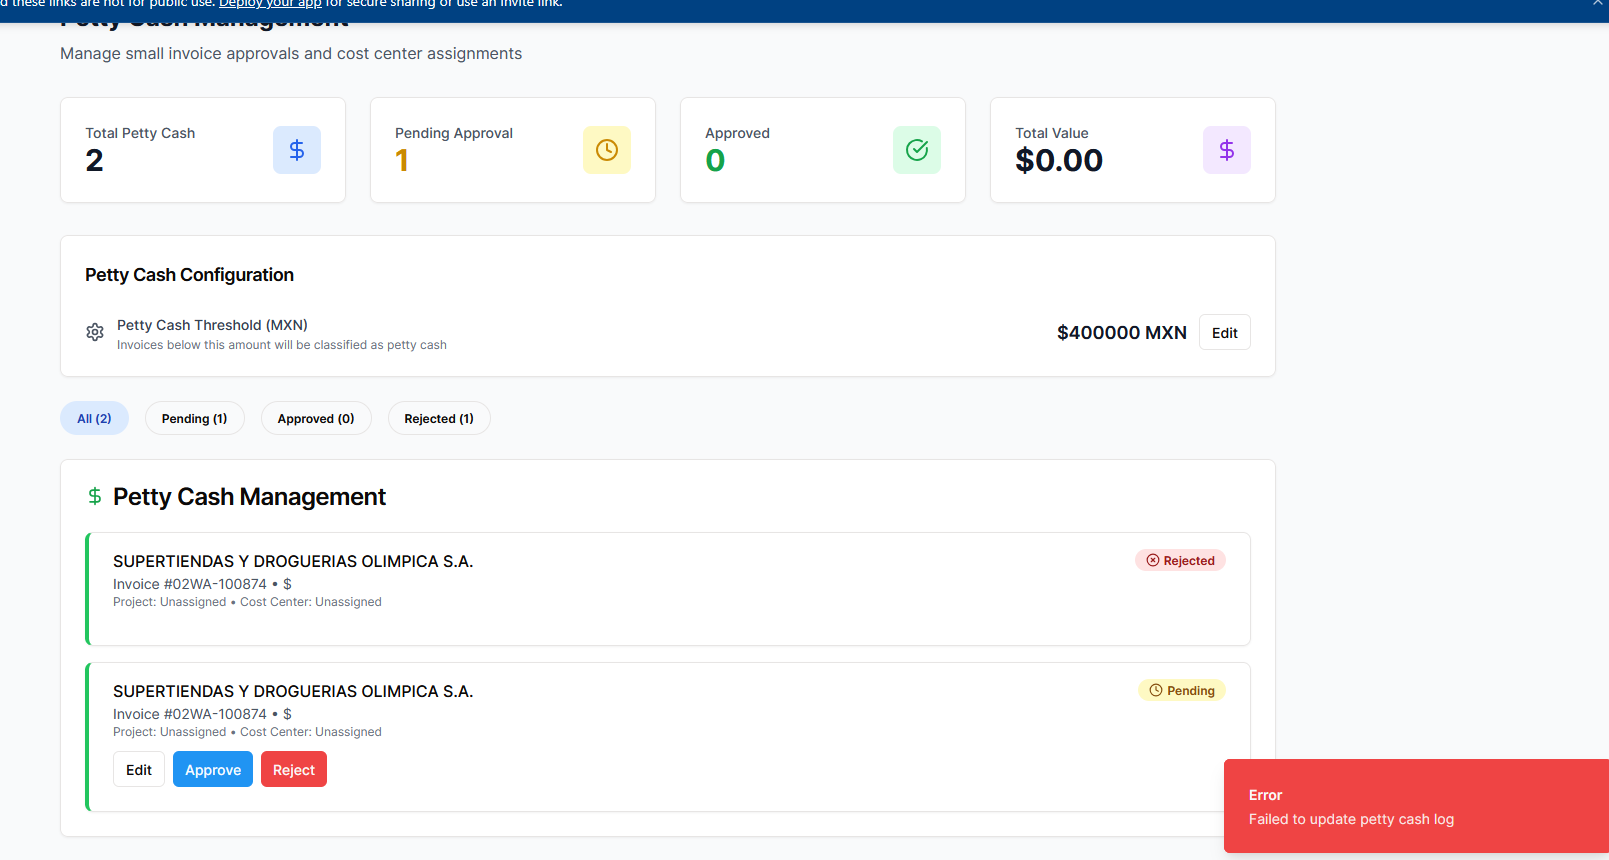 d these links are not for public use. Deploy your app for secure sharing or use an invite link.
Petty Cash Management
Manage small invoice approvals and cost center assignments
Total Petty Cash
2
Pending Approval
1
Approved
0
Total Value
$0.00
Petty Cash Configuration
Petty Cash Threshold (MXN)
Invoices below this amount will be classified as petty cash
$400000 MXN
Edit
All (2)
Pending (1)
Approved (0)
Rejected (1)
Petty Cash Management
SUPERTIENDAS Y DROGUERIAS OLIMPICA S.A.
Rejected
Invoice #02WA-100874 • $
Project: Unassigned • Cost Center: Unassigned
SUPERTIENDAS Y DROGUERIAS OLIMPICA S.A.
Pending
Invoice #02WA-100874 • $
Project: Unassigned • Cost Center: Unassigned
Edit
Approve
Reject
Error
Failed to update petty cash log